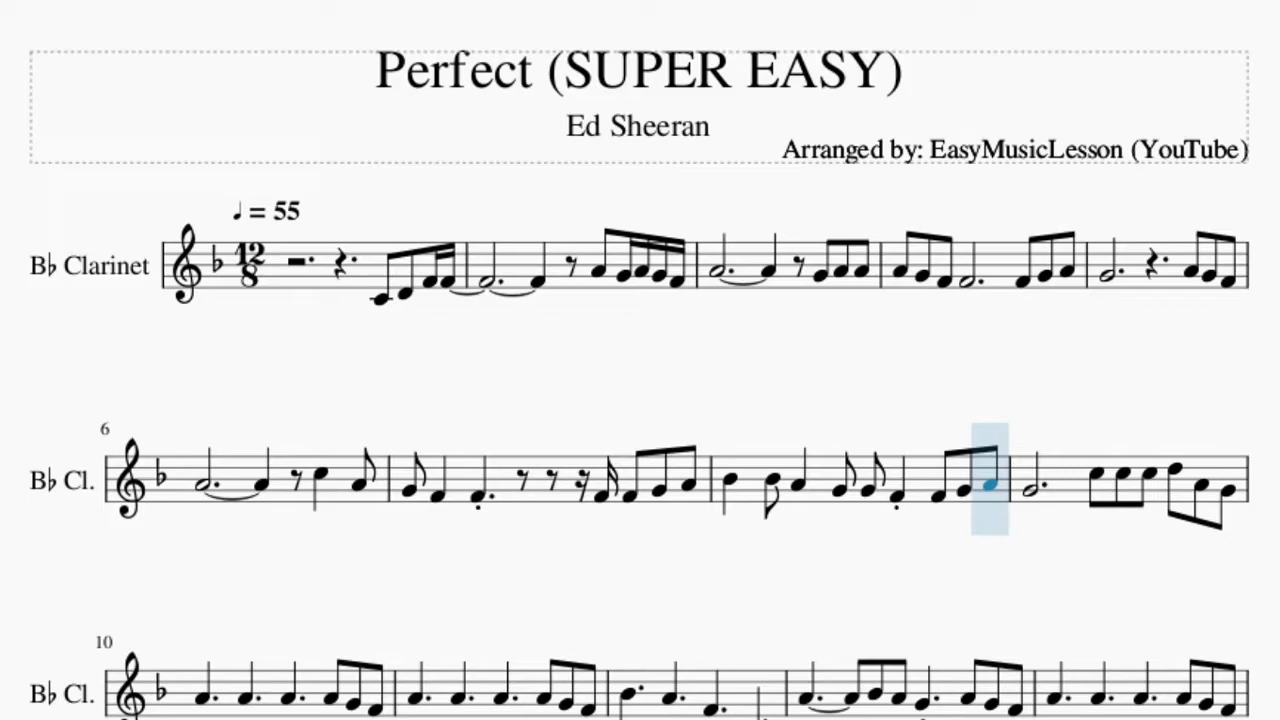 Perfect (SUPER EASY)
Ed Sheeran
Arranged by: EasyMusicLesson (YouTube)
♩ = 55
B♭ Clarinet
12
8
6
B♭ Cl.
10
B♭ Cl.